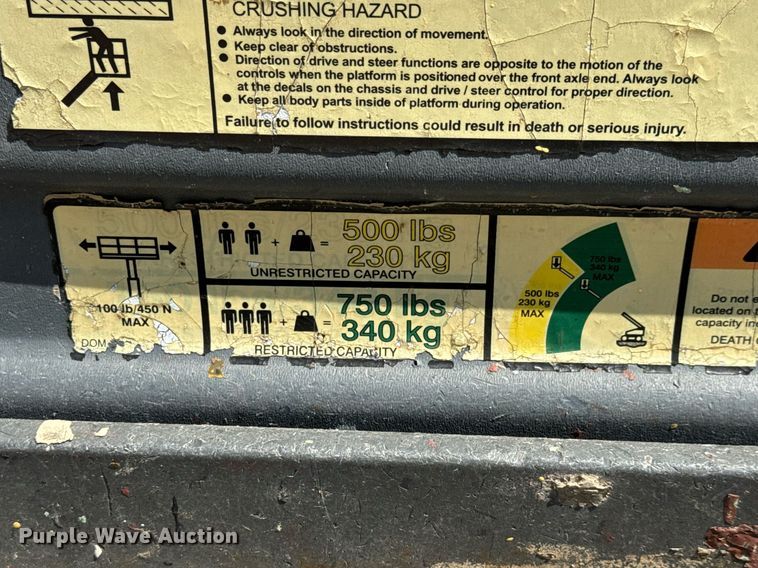 CRUSHING HAZARD
• Always look in the direction of movement.
• Keep clear of obstructions.
• Direction of drive and steer functions are opposite to the motion of the
controls when the platform is positioned over the front axle end. Always look
at the decals on the chassis and drive / steer control for proper direction.
• Keep all body parts inside of platform during operation.
Failure to follow instructions could result in death or serious injury.
100 lb/450 N
MAX
DOM
+ = 500 lbs
230 kg
UNRESTRICTED CAPACITY
+ = 750 lbs
340 kg
RESTRICTED CAPACITY
750 lbs
340 kg
MAX
500 lbs
230 kg
MAX
Do not e
located on t
capacity in
DEATH
Purple Wave Auction